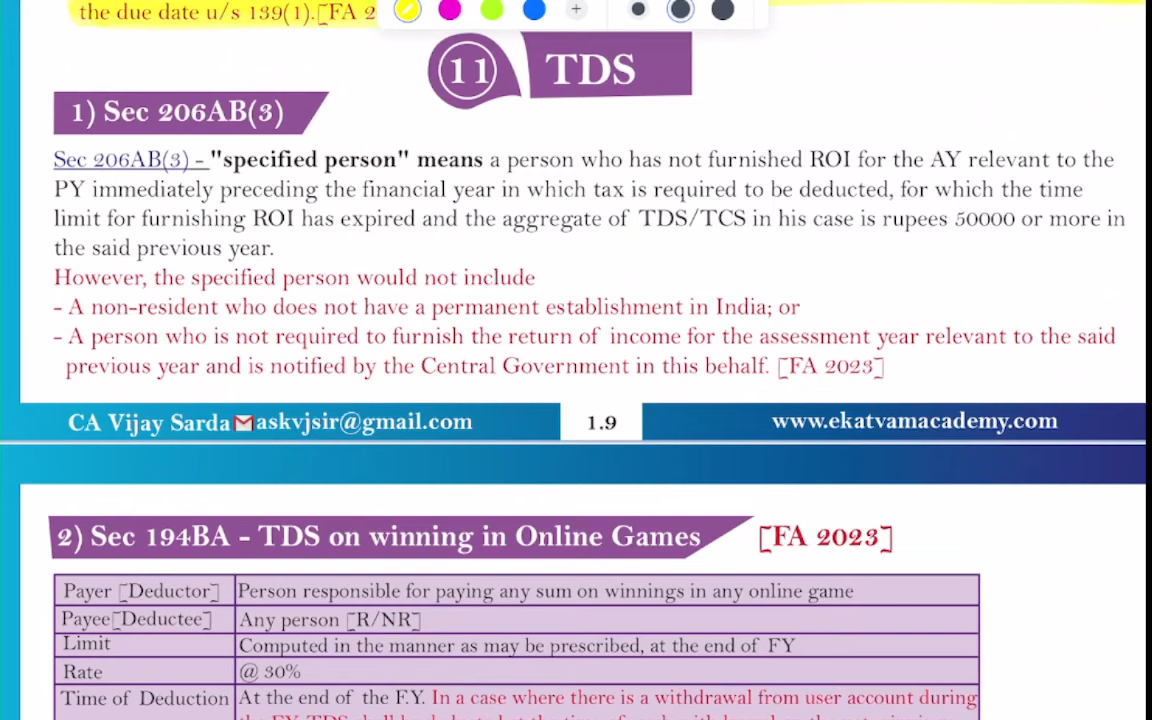 the due date u/s 139(1).[FA 2
11 TDS
1) Sec 206AB(3)
Sec 206AB(3) - "specified person" means a person who has not furnished ROI for the AY relevant to the
PY immediately preceding the financial year in which tax is required to be deducted, for which the time
limit for furnishing ROI has expired and the aggregate of TDS/TCS in his case is rupees 50000 or more in
the said previous year.
However, the specified person would not include
- A non-resident who does not have a permanent establishment in India; or
- A person who is not required to furnish the return of income for the assessment year relevant to the said
previous year and is notified by the Central Government in this behalf. [FA 2023]
CA Vijay Sarda askvjsir@gmail.com 1.9 www.ekatvamacademy.com
2) Sec 194BA - TDS on winning in Online Games [FA 2023]
Payer [Deductor] Person responsible for paying any sum on winnings in any online game
Payee[Deductee] Any person [R/NR]
Limit Computed in the manner as may be prescribed, at the end of FY
Rate @ 30%
Time of Deduction At the end of the F.Y. In a case where there is a withdrawal from user account during